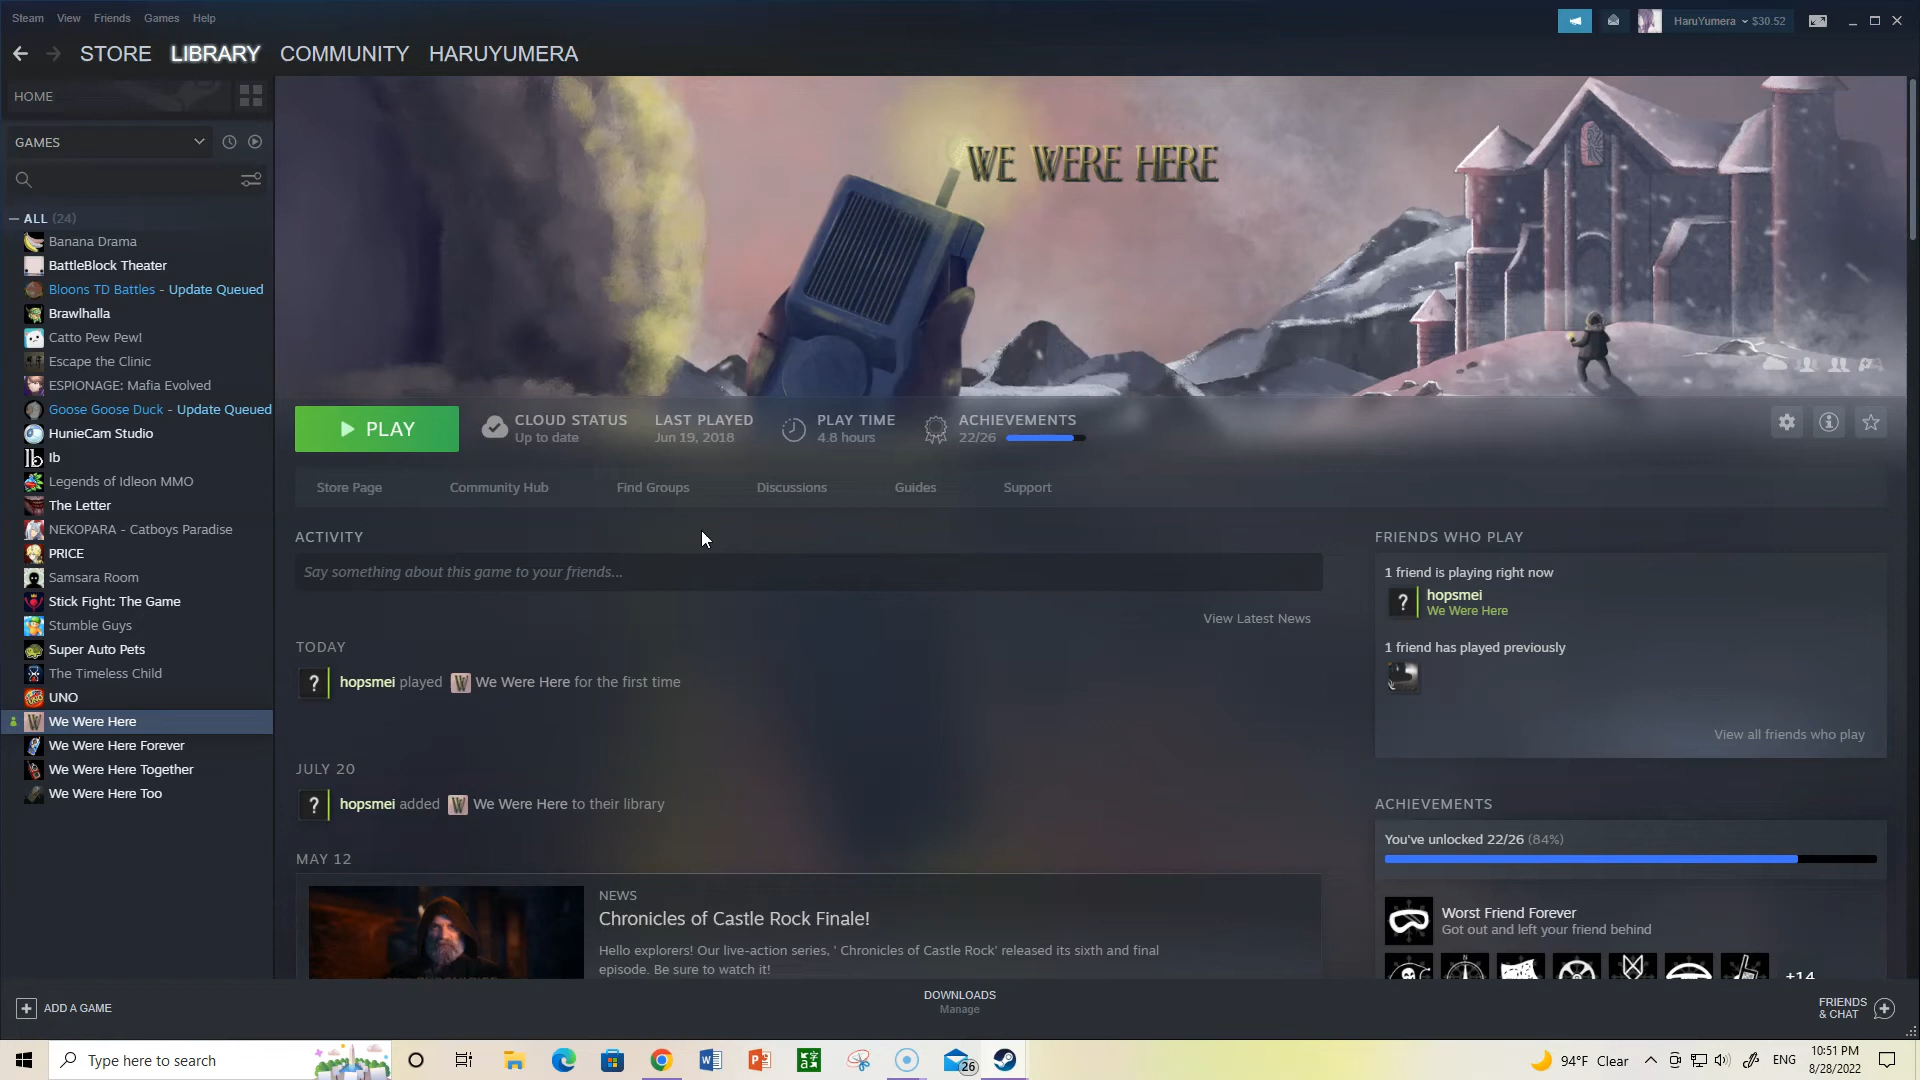 Steam View Friends Games Help
HaruYumera $30.52
STORE LIBRARY COMMUNITY HARUYUMERA
HOME
GAMES
ALL (24)
Banana Drama
BattleBlock Theater
Bloons TD Battles - Update Queued
Brawlhalla
Catto Pew Pew!
Escape the Clinic
ESPIONAGE: Mafia Evolved
Goose Goose Duck - Update Queued
HunieCam Studio
Ib
Legends of Idleon MMO
The Letter
NEKOPARA - Catboys Paradise
PRICE
Samsara Room
Stick Fight: The Game
Stumble Guys
Super Auto Pets
The Timeless Child
UNO
We Were Here
We Were Here Forever
We Were Here Together
We Were Here Too
WE WERE HERE
PLAY
CLOUD STATUS
Up to date
LAST PLAYED
Jun 19, 2018
PLAY TIME
4.8 hours
ACHIEVEMENTS
22/26
Store Page Community Hub Find Groups Discussions Guides Support
ACTIVITY
Say something about this game to your friends...
View Latest News
TODAY
hopsmei played We Were Here for the first time
JULY 20
hopsmei added We Were Here to their library
MAY 12
NEWS
Chronicles of Castle Rock Finale!
Hello explorers! Our live-action series, ' Chronicles of Castle Rock' released its sixth and final
episode. Be sure to watch it!
FRIENDS WHO PLAY
1 friend is playing right now
hopsmei
We Were Here
1 friend has played previously
View all friends who play
ACHIEVEMENTS
You've unlocked 22/26 (84%)
Worst Friend Forever
Got out and left your friend behind
+14
ADD A GAME
DOWNLOADS
Manage
FRIENDS
& CHAT
Type here to search
26
94°F Clear
ENG
10:51 PM
8/28/2022